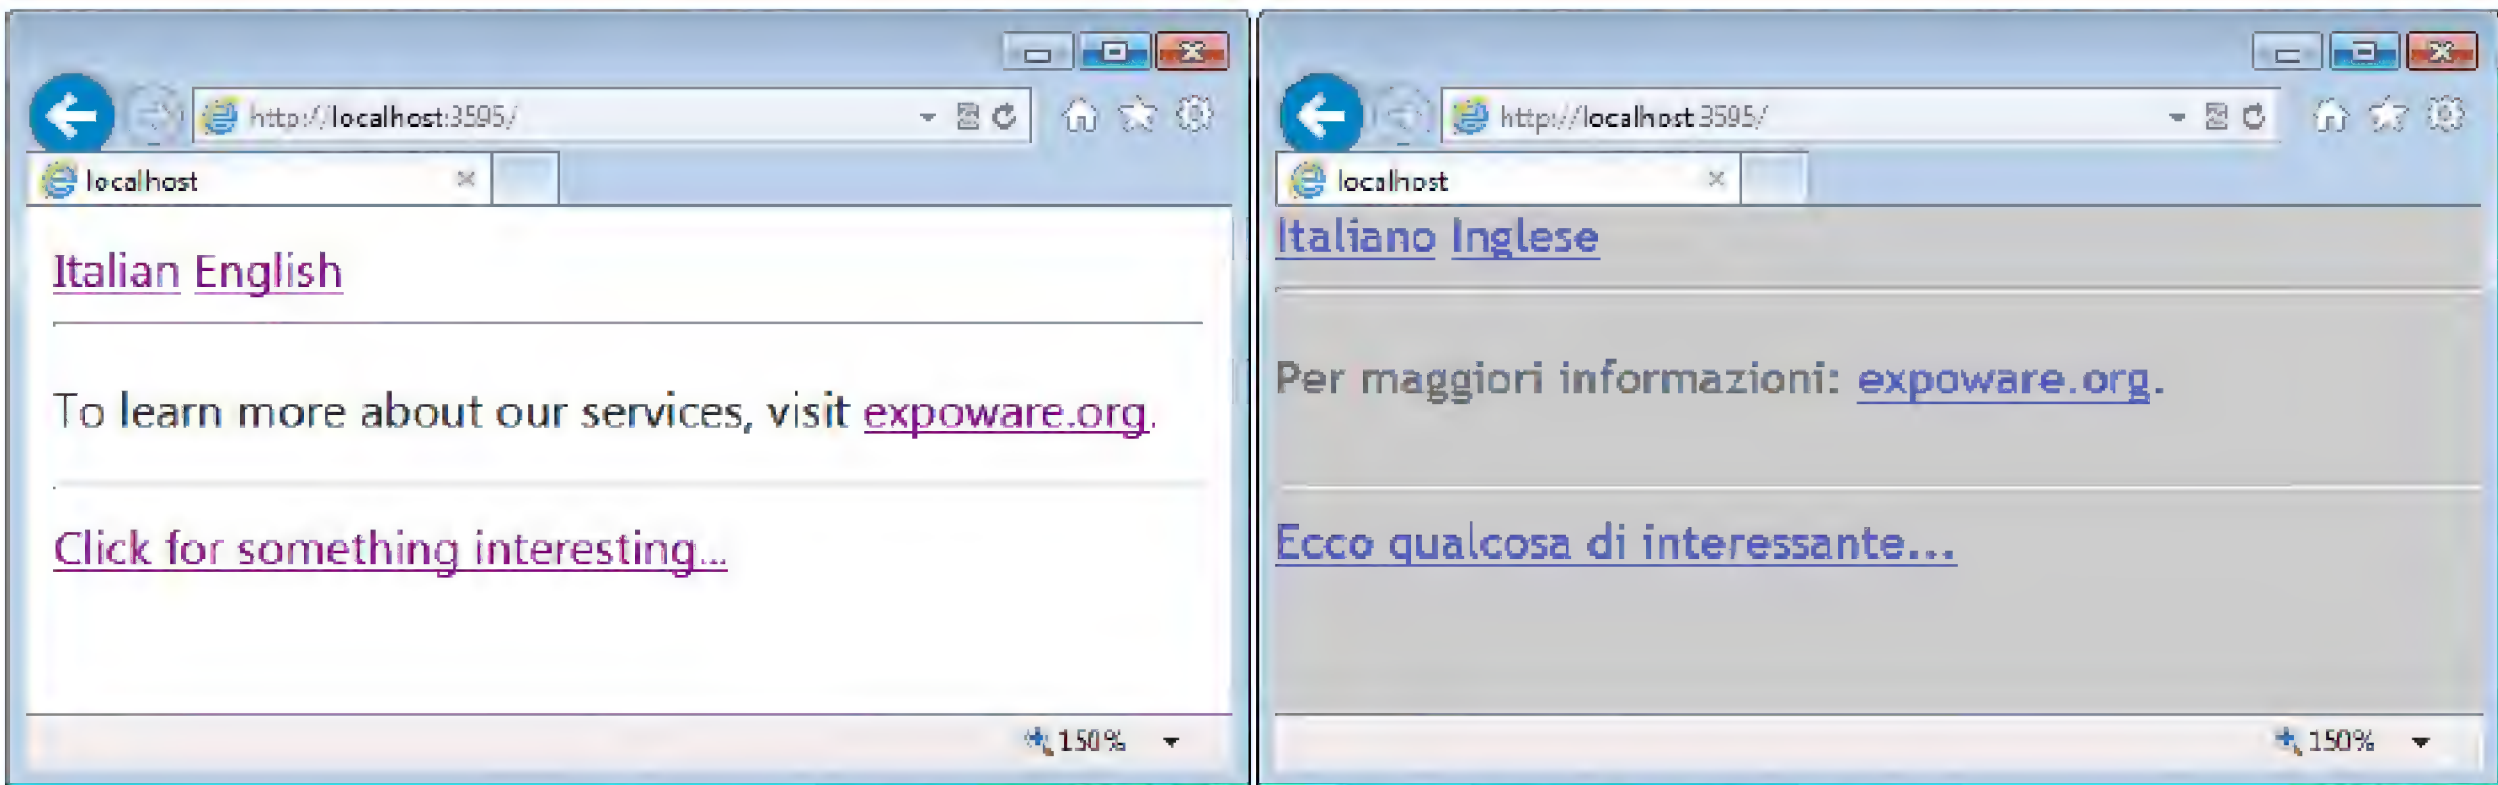 http://localhost:3595/
localhost
Italian English
To learn more about our services, visit expoware.org.
Click for something interesting...
150%
http://localhost:3595/
localhost
Italiano Inglese
Per maggiori informazioni: expoware.org.
Ecco qualcosa di interessante...
150%